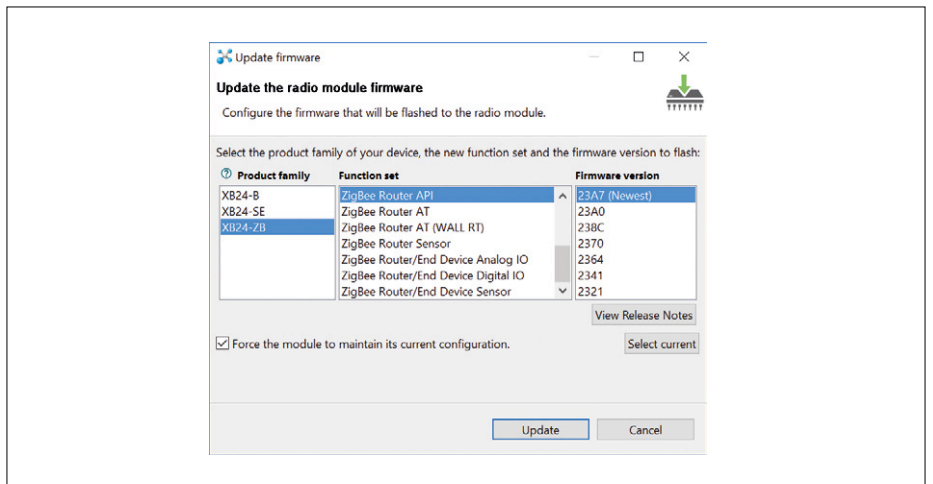 Update firmware
Update the radio module firmware
Configure the firmware that will be flashed to the radio module.
Select the product family of your device, the new function set and the firmware version to flash:
Product family Function set Firmware version
XB24-B ZigBee Router API 23A7 (Newest)
XB24-SE ZigBee Router AT 23A0
XB24-ZB ZigBee Router AT (WALL RT) 238C
ZigBee Router Sensor 2370
ZigBee Router/End Device Analog IO 2364
ZigBee Router/End Device Digital IO 2341
ZigBee Router/End Device Sensor 2321
View Release Notes
Force the module to maintain its current configuration. Select current
Update Cancel